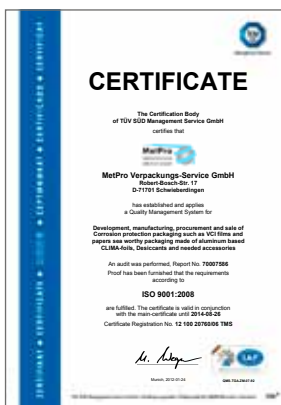 CERTIFICATE
The Certification Body
of TÜV SÜD Management Service GmbH
certifies that
MetPro
MetPro Verpackungs-Service GmbH
Robert-Bosch-Str. 17
D-71701 Schwieberdingen
has established and applies
a Quality Management System for
Development, manufacturing, procurement and sale of
Corrosion protection packaging such as VCI films and
papers sea worthy packaging made of aluminum based
CLIMA-foils, Desiccants and needed accessories
An audit was performed, Report No. 70007586
Proof has been furnished that the requirements
according to
ISO 9001:2008
are fulfilled. The certificate is valid in conjunction
with the main-certificate until 2014-08-26
Certificate Registration No. 12 100 20760/06 TMS
Munich, 2012-01-24
IAF